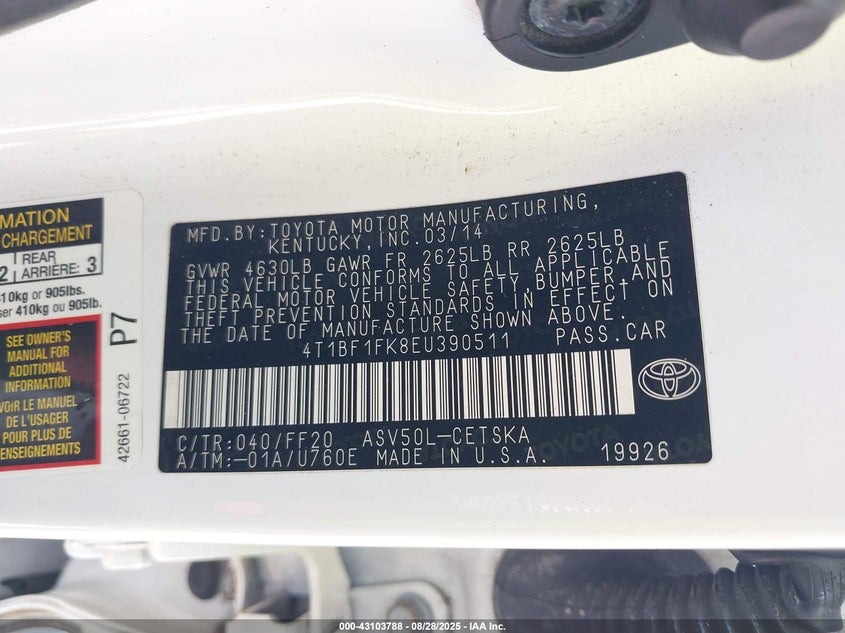 MATION
CHARGEMENT
2 REAR ARRIÈRE: 3
10kg or 905lbs.
ser 410kg ou 905lb.
SEE OWNER'S
MANUAL FOR
ADDITIONAL
INFORMATION
VOIR LE MANUEL
DE L'USAGER
POUR PLUS DE
RENSEIGNEMENTS
P7
42661-06722
MFD.BY:TOYOTA MOTOR MANUFACTURING,
KENTUCKY,INC.03/14
GVWR 4630LB GAWR FR 2625LB RR 2625LB
THIS VEHICLE CONFORMS TO ALL APPLICABLE
FEDERAL MOTOR VEHICLE SAFETY,BUMPER,AND
THEFT PREVENTION STANDARDS IN EFFECT ON
THE DATE OF MANUFACTURE SHOWN ABOVE.
4T1BF1FK8EU390511 PASS.CAR
C/TR:040/FF20 ASV50L-CETSKA
A/TM:-01A/U760E MADE IN U.S.A. 19926
000-43103788 - 08/28/2025 - IAA Inc.